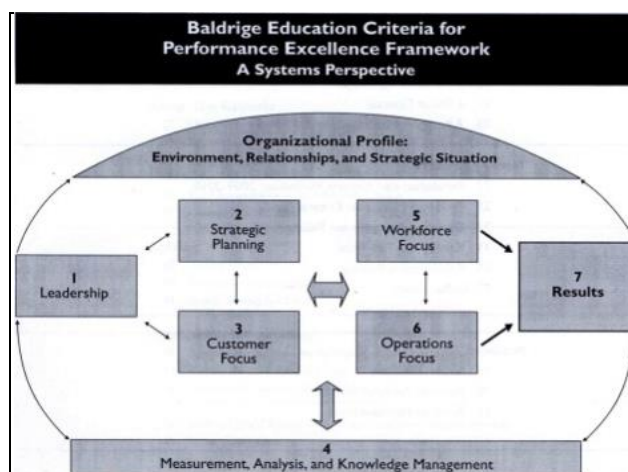 Baldrige Education Criteria for
Performance Excellence Framework
A Systems Perspective
Organizational Profile:
Environment, Relationships, and Strategic Situation
2
Strategic
Planning
5
Workforce
Focus
1
Leadership
7
Results
3
Customer
Focus
6
Operations
Focus
4
Measurement, Analysis, and Knowledge Management